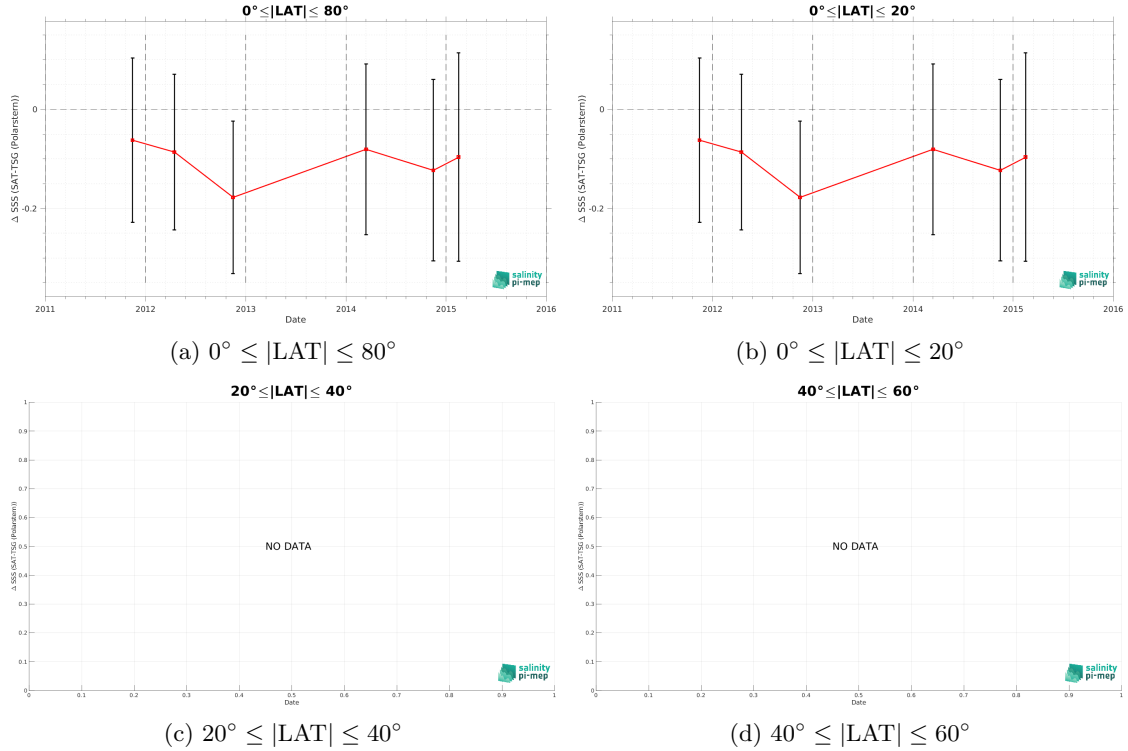 0°≤|LAT|≤ 80°
0
-0.2
Δ SSS (SAT-TSG (Polarstern))
2011 2012 2013 2014 2015 2016
Date
salinity
pi-mep
(a) 0° ≤ |LAT| ≤ 80°
0°≤|LAT|≤ 20°
0
-0.2
Δ SSS (SAT-TSG (Polarstern))
2011 2012 2013 2014 2015 2016
Date
salinity
pi-mep
(b) 0° ≤ |LAT| ≤ 20°
20°≤|LAT|≤ 40°
1
0.9
0.8
0.7
0.6
0.5
0.4
0.3
0.2
0.1
0
Δ SSS (SAT-TSG (Polarstern))
NO DATA
0 0.1 0.2 0.3 0.4 0.5 0.6 0.7 0.8 0.9 1
Date
salinity
pi-mep
(c) 20° ≤ |LAT| ≤ 40°
40°≤|LAT|≤ 60°
1
0.9
0.8
0.7
0.6
0.5
0.4
0.3
0.2
0.1
0
Δ SSS (SAT-TSG (Polarstern))
NO DATA
0 0.1 0.2 0.3 0.4 0.5 0.6 0.7 0.8 0.9 1
Date
salinity
pi-mep
(d) 40° ≤ |LAT| ≤ 60°